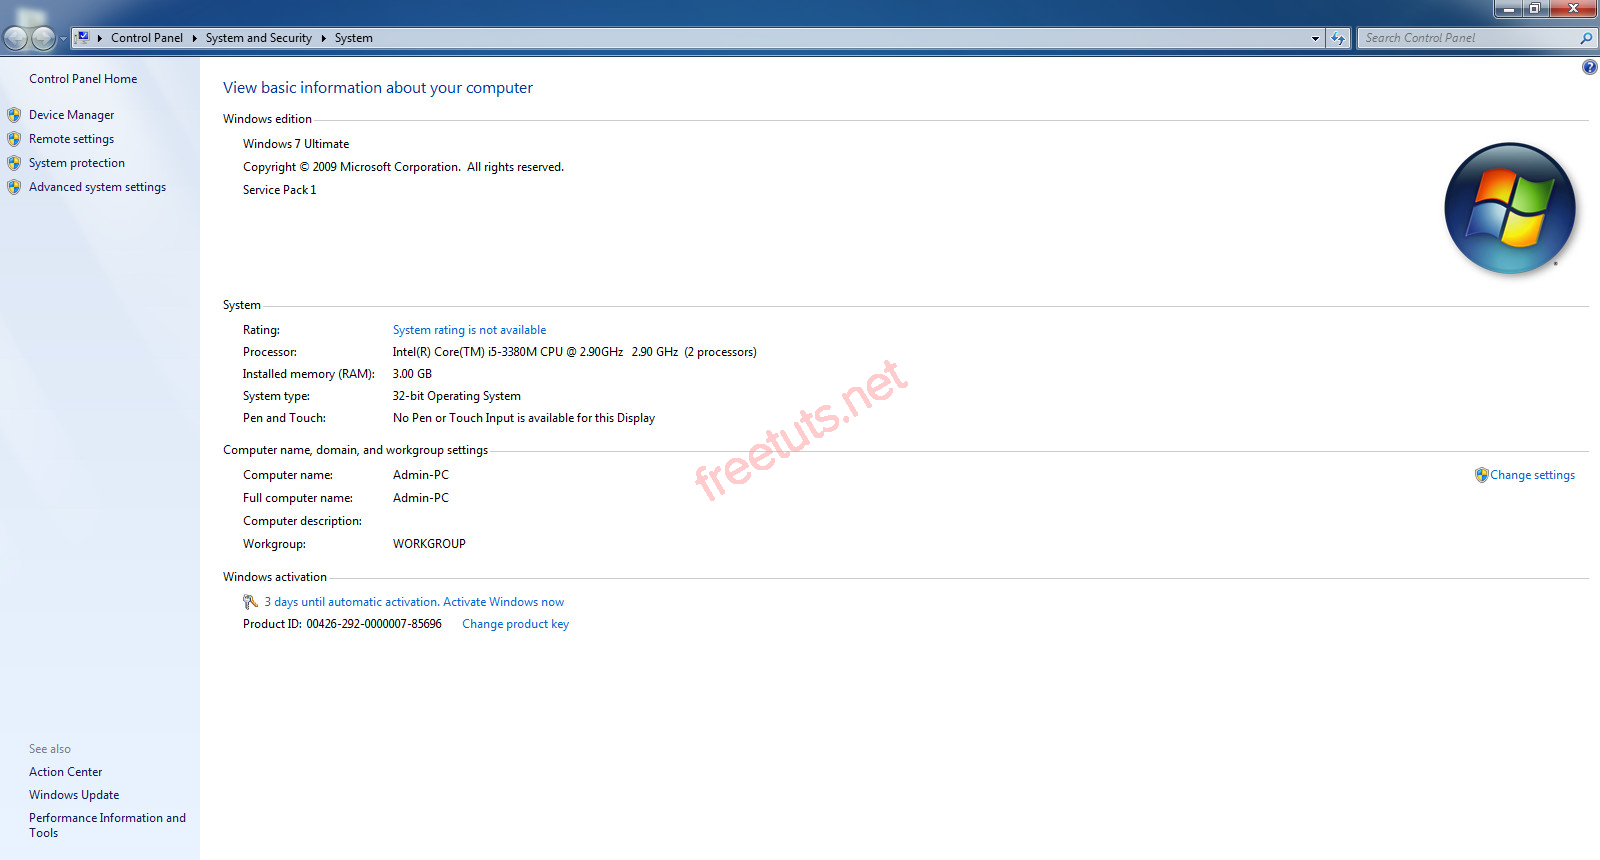 Control Panel
System and Security
System
Search Control Panel
Control Panel Home
Device Manager
Remote settings
System protection
Advanced system settings
View basic information about your computer
Windows edition
Windows 7 Ultimate
Copyright © 2009 Microsoft Corporation.  All rights reserved.
Service Pack 1
System
Rating: System rating is not available
Processor: Intel(R) Core(TM) i5-3380M CPU @ 2.90GHz   2.90 GHz  (2 processors)
Installed memory (RAM): 3.00 GB
System type: 32-bit Operating System
Pen and Touch: No Pen or Touch Input is available for this Display
freetuts.net
Computer name, domain, and workgroup settings
Computer name: Admin-PC
Change settings
Full computer name: Admin-PC
Computer description:
Workgroup: WORKGROUP
Windows activation
3 days until automatic activation. Activate Windows now
Product ID: 00426-292-0000007-85696 Change product key
See also
Action Center
Windows Update
Performance Information and
Tools